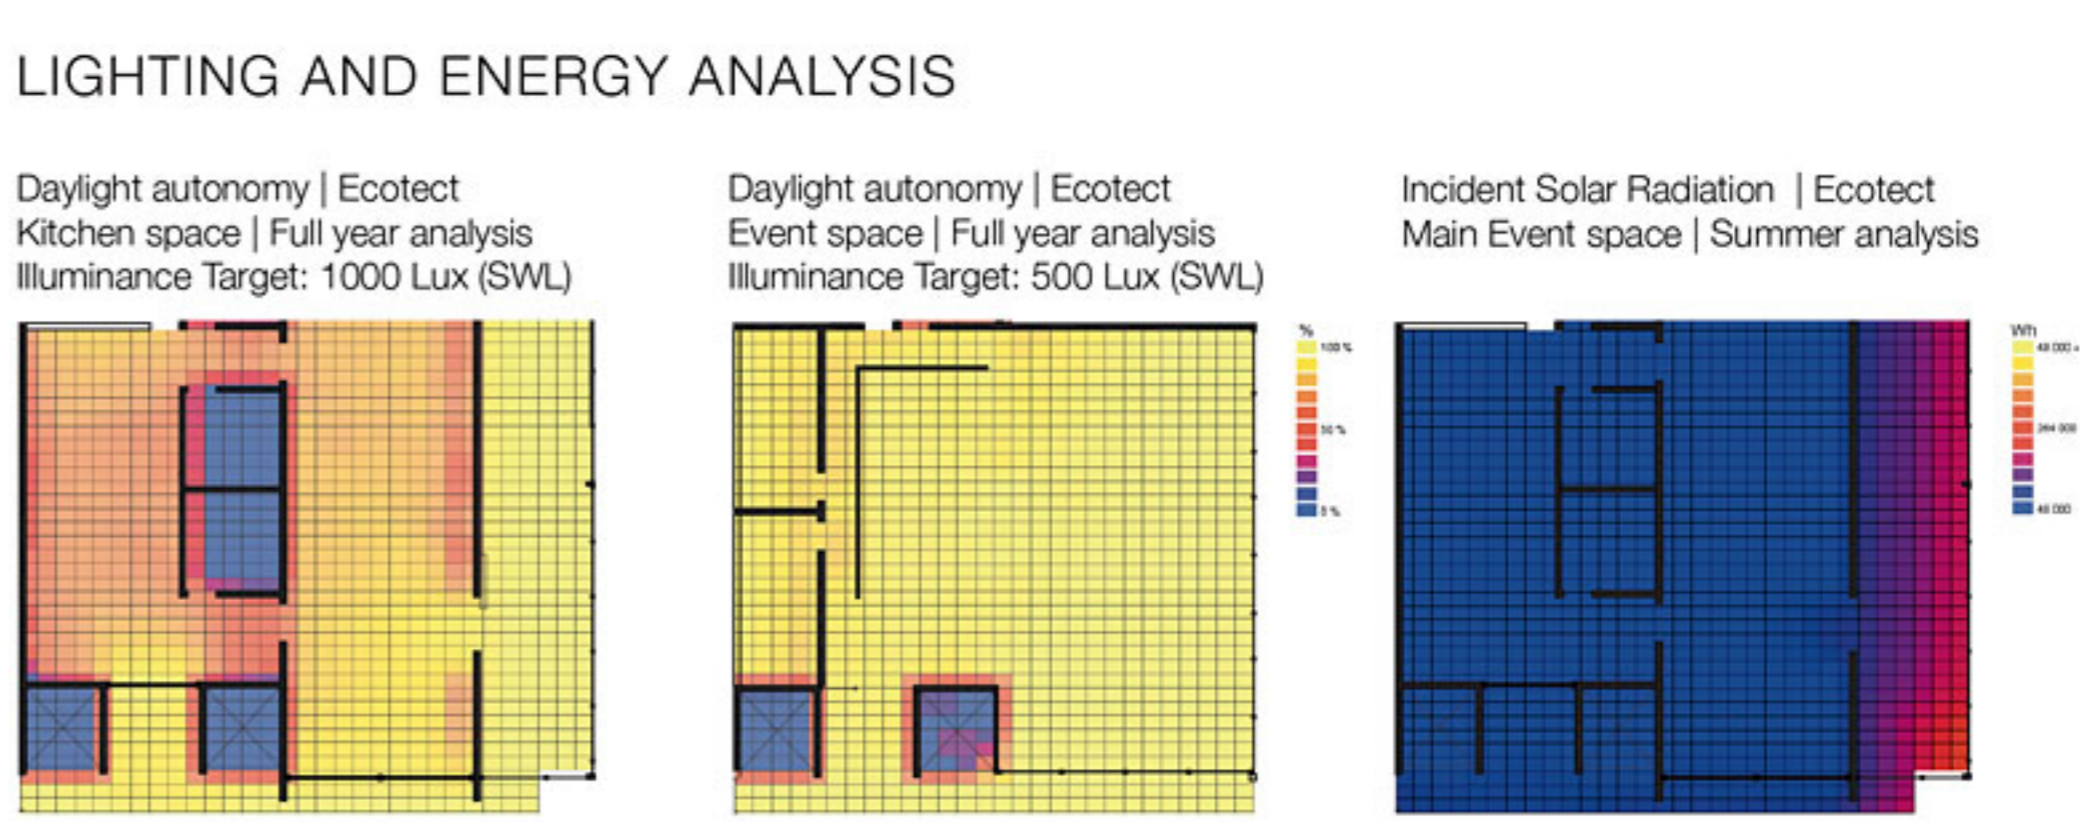 LIGHTING AND ENERGY ANALYSIS
Daylight autonomy | Ecotect
Kitchen space | Full year analysis
Illuminance Target: 1000 Lux (SWL)
Daylight autonomy | Ecotect
Event space | Full year analysis
Illuminance Target: 500 Lux (SWL)
%
100 %
Incident Solar Radiation | Ecotect
Main Event space | Summer analysis
Wh